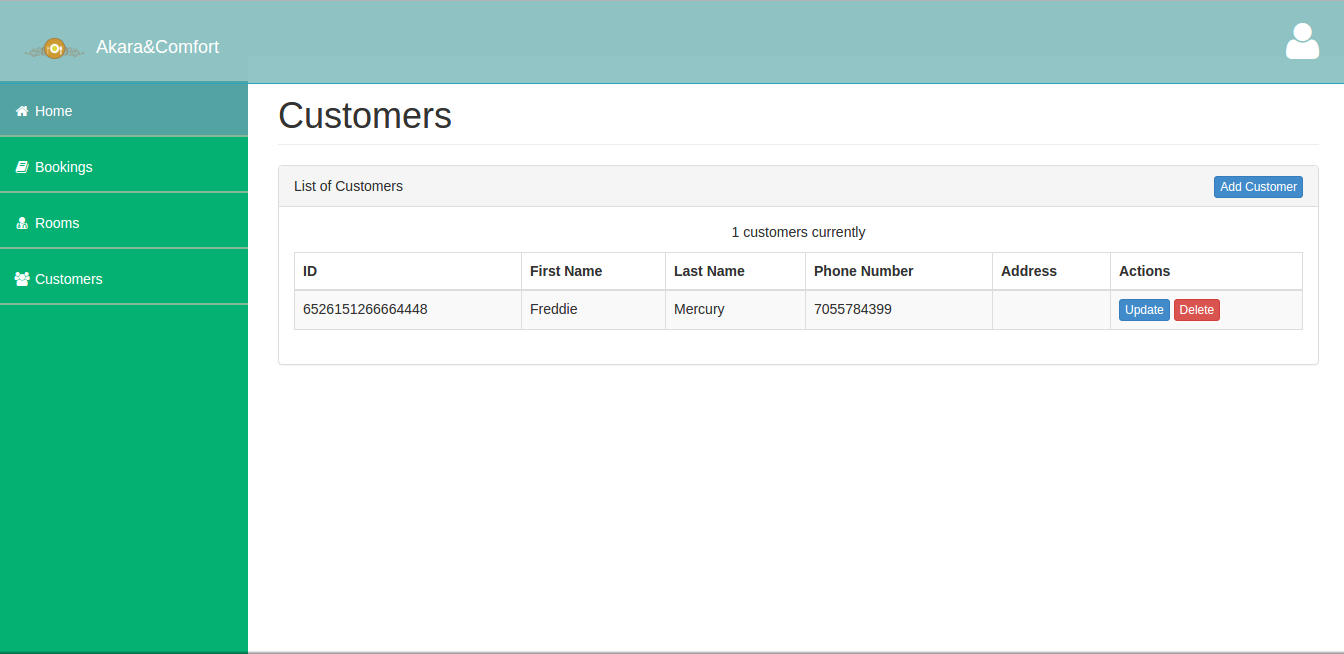 Akara&Comfort
Home
Bookings
Rooms
Customers
Customers
List of Customers Add Customer
1 customers currently
ID First Name Last Name Phone Number Address Actions
6526151266664448 Freddie Mercury 7055784399 Update Delete